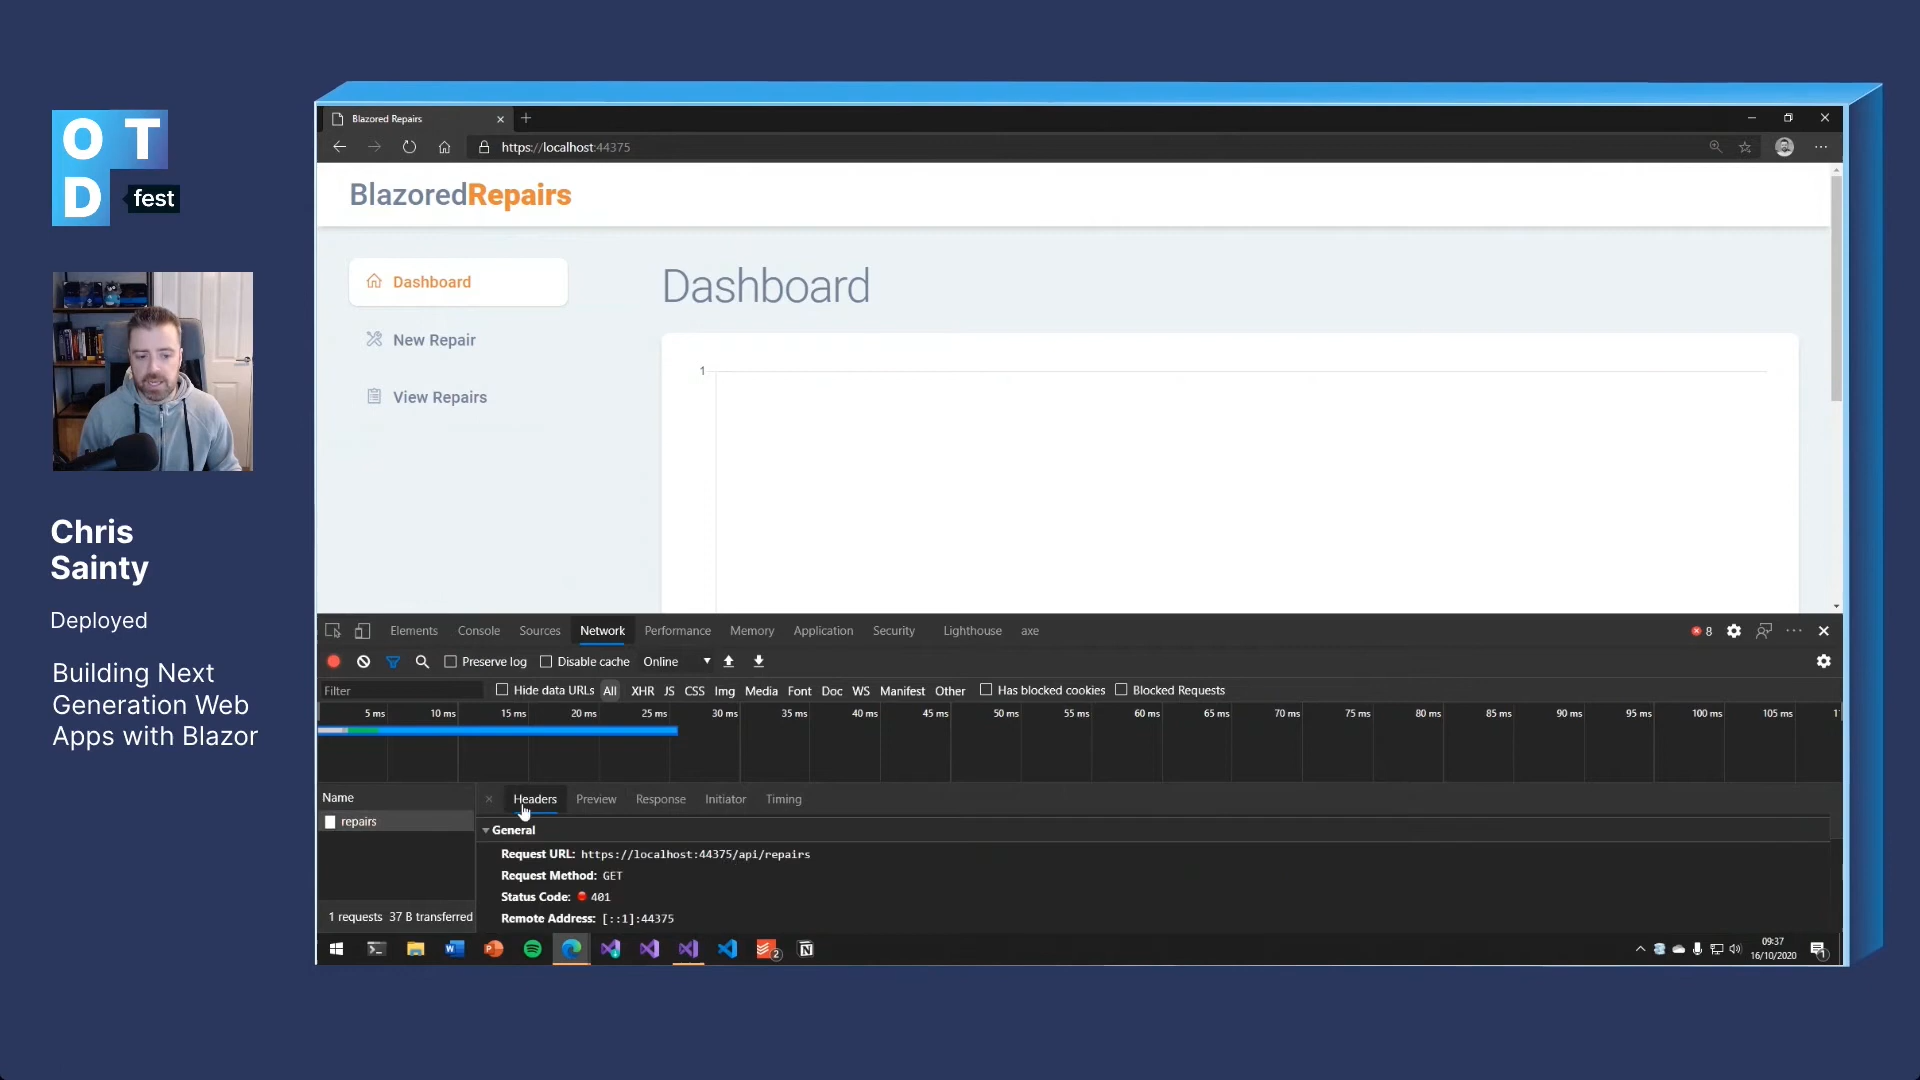 O T
D fest
Chris
Sainty
Deployed
Building Next
Generation Web
Apps with Blazor
Blazored Repairs
https://localhost:44375
BlazoredRepairs
Dashboard
New Repair
View Repairs
Dashboard
1
Elements Console Sources Network Performance Memory Application Security Lighthouse axe 8
Preserve log Disable cache Online
Filter Hide data URLs All XHR JS CSS Img Media Font Doc WS Manifest Other Has blocked cookies Blocked Requests
5 ms 10 ms 15 ms 20 ms 25 ms 30 ms 35 ms 40 ms 45 ms 50 ms 55 ms 60 ms 65 ms 70 ms 75 ms 80 ms 85 ms 90 ms 95 ms 100 ms 105 ms
Name Headers Preview Response Initiator Timing
repairs
General
Request URL: https://localhost:44375/api/repairs
Request Method: GET
Status Code: 401
Remote Address: [::1]:44375
1 requests 37 B transferred
2
09:37
16/10/2020
1